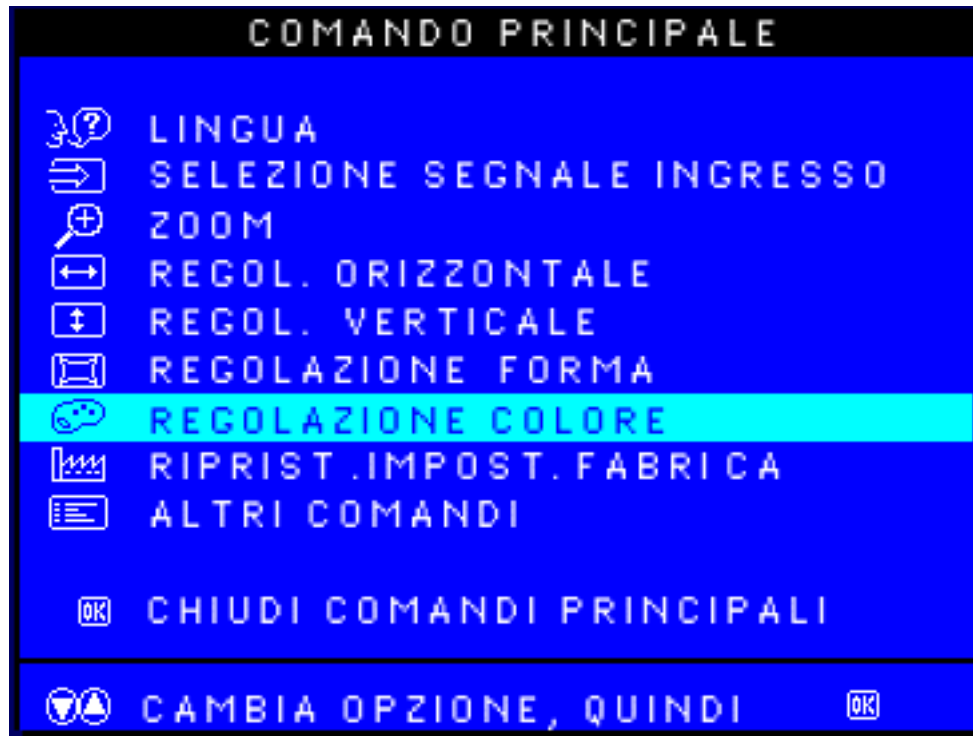 COMANDO PRINCIPALE
LINGUA
SELEZIONE SEGNALE INGRESSO
ZOOM
REGOL. ORIZZONTALE
REGOL. VERTICALE
REGOLAZIONE FORMA
REGOLAZIONE COLORE
RIPRIST.IMPOST.FABRICA
ALTRI COMANDI
OK CHIUDI COMANDI PRINCIPALI
CAMBIA OPZIONE, QUINDI OK